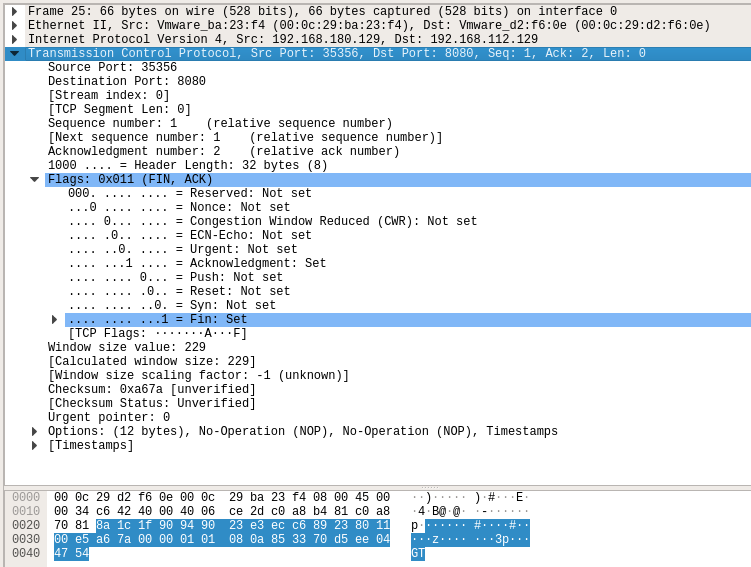 Frame 25: 66 bytes on wire (528 bits), 66 bytes captured (528 bits) on interface 0
Ethernet II, Src: Vmware_ba:23:f4 (00:0c:29:ba:23:f4), Dst: Vmware_d2:f6:0e (00:0c:29:d2:f6:0e)
Internet Protocol Version 4, Src: 192.168.180.129, Dst: 192.168.112.129
Transmission Control Protocol, Src Port: 35356, Dst Port: 8080, Seq: 1, Ack: 2, Len: 0
Source Port: 35356
Destination Port: 8080
[Stream index: 0]
[TCP Segment Len: 0]
Sequence number: 1    (relative sequence number)
[Next sequence number: 1    (relative sequence number)]
Acknowledgment number: 2    (relative ack number)
1000 .... = Header Length: 32 bytes (8)
Flags: 0x011 (FIN, ACK)
000. .... .... = Reserved: Not set
...0 .... .... = Nonce: Not set
.... 0... .... = Congestion Window Reduced (CWR): Not set
.... .0.. .... = ECN-Echo: Not set
.... ..0. .... = Urgent: Not set
.... ...1 .... = Acknowledgment: Set
.... .... 0... = Push: Not set
.... .... .0.. = Reset: Not set
.... .... ..0. = Syn: Not set
.... .... ...1 = Fin: Set
[TCP Flags: ·······A···F]
Window size value: 229
[Calculated window size: 229]
[Window size scaling factor: -1 (unknown)]
Checksum: 0xa67a [unverified]
[Checksum Status: Unverified]
Urgent pointer: 0
Options: (12 bytes), No-Operation (NOP), No-Operation (NOP), Timestamps
[Timestamps]
0000  00 0c 29 d2 f6 0e 00 0c  29 ba 23 f4 08 00 45 00  ··)····· )·#···E·
0010  00 34 c6 42 40 00 40 06  ce 2d c0 a8 b4 81 c0 a8  ·4·B@·@· ·-······
0020  70 81 8a 1c 1f 90 94 90  23 e3 ec c6 89 23 80 11  p······· #····#··
0030  00 e5 a6 7a 00 00 01 01  08 0a 85 33 70 d5 ee 04  ···z···· ···3p···
0040  47 54  GT